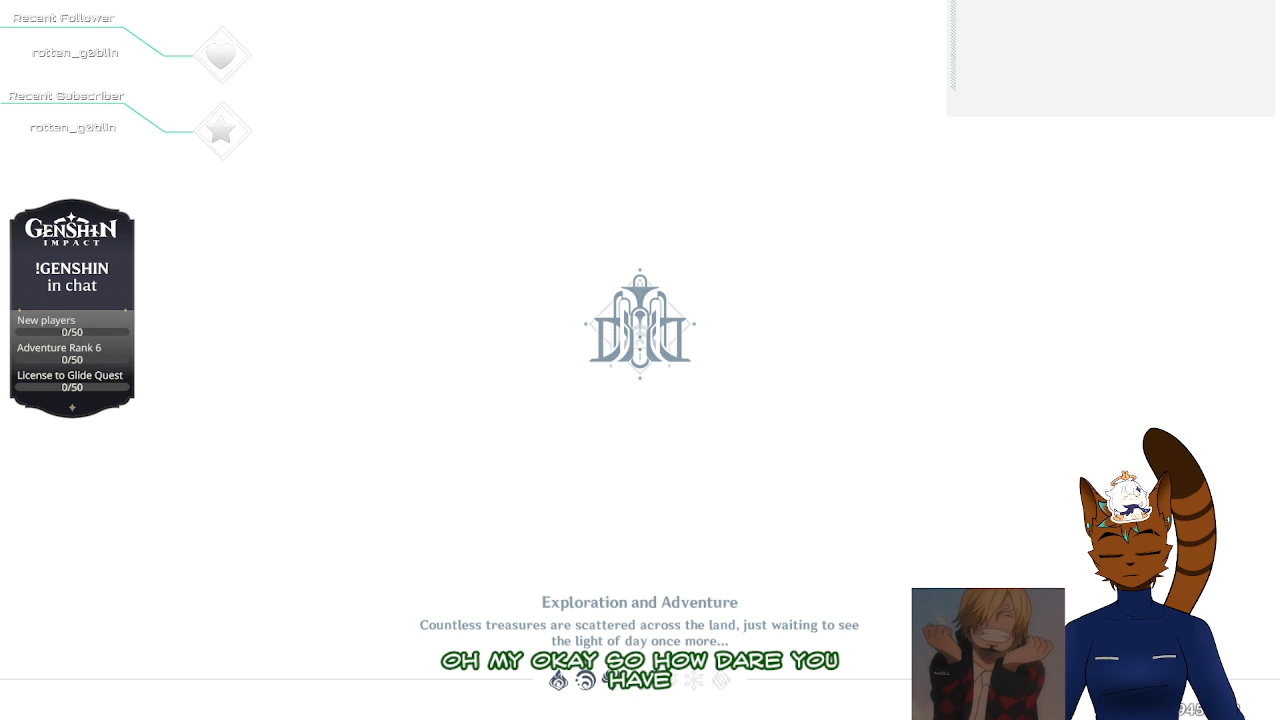 Recent Follower
rotten_g0blin
Recent Subscriber
rotten_g0blin
GENSHIN
IMPACT
!GENSHIN
in chat
New players
0/50
Adventure Rank 6
0/50
License to Glide Quest
0/50
Exploration and Adventure
Countless treasures are scattered across the land, just waiting to see
the light of day once more...
OH MY OKAY SO HOW DARE YOU
HAVE